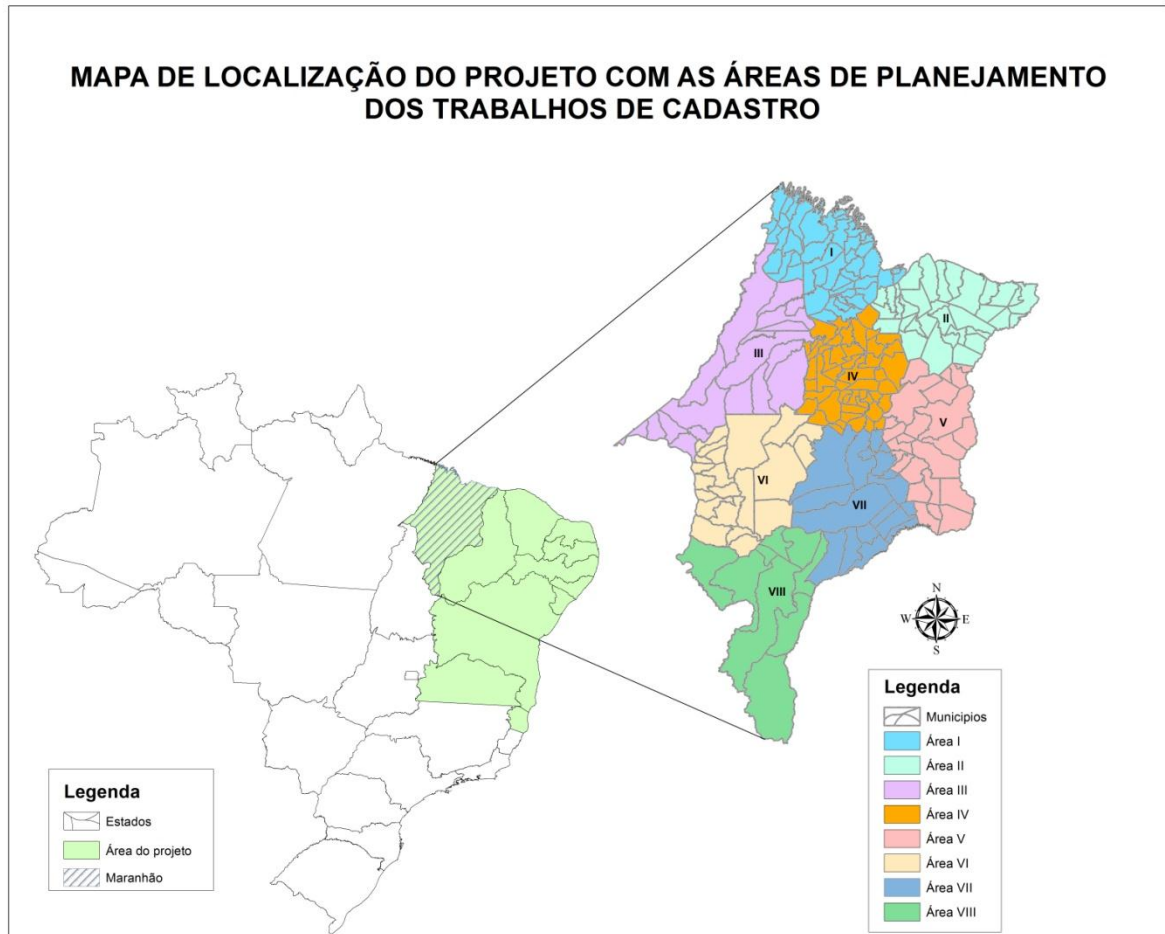 MAPA DE LOCALIZAÇÃO DO PROJETO COM AS ÁREAS DE PLANEJAMENTO
DOS TRABALHOS DE CADASTRO
I
II
III
IV
V
VI
VII
VIII
N
W
E
S
Legenda
Estados
Área do projeto
Maranhão
Legenda
Municipios
Área I
Área II
Área III
Área IV
Área V
Área VI
Área VII
Área VIII